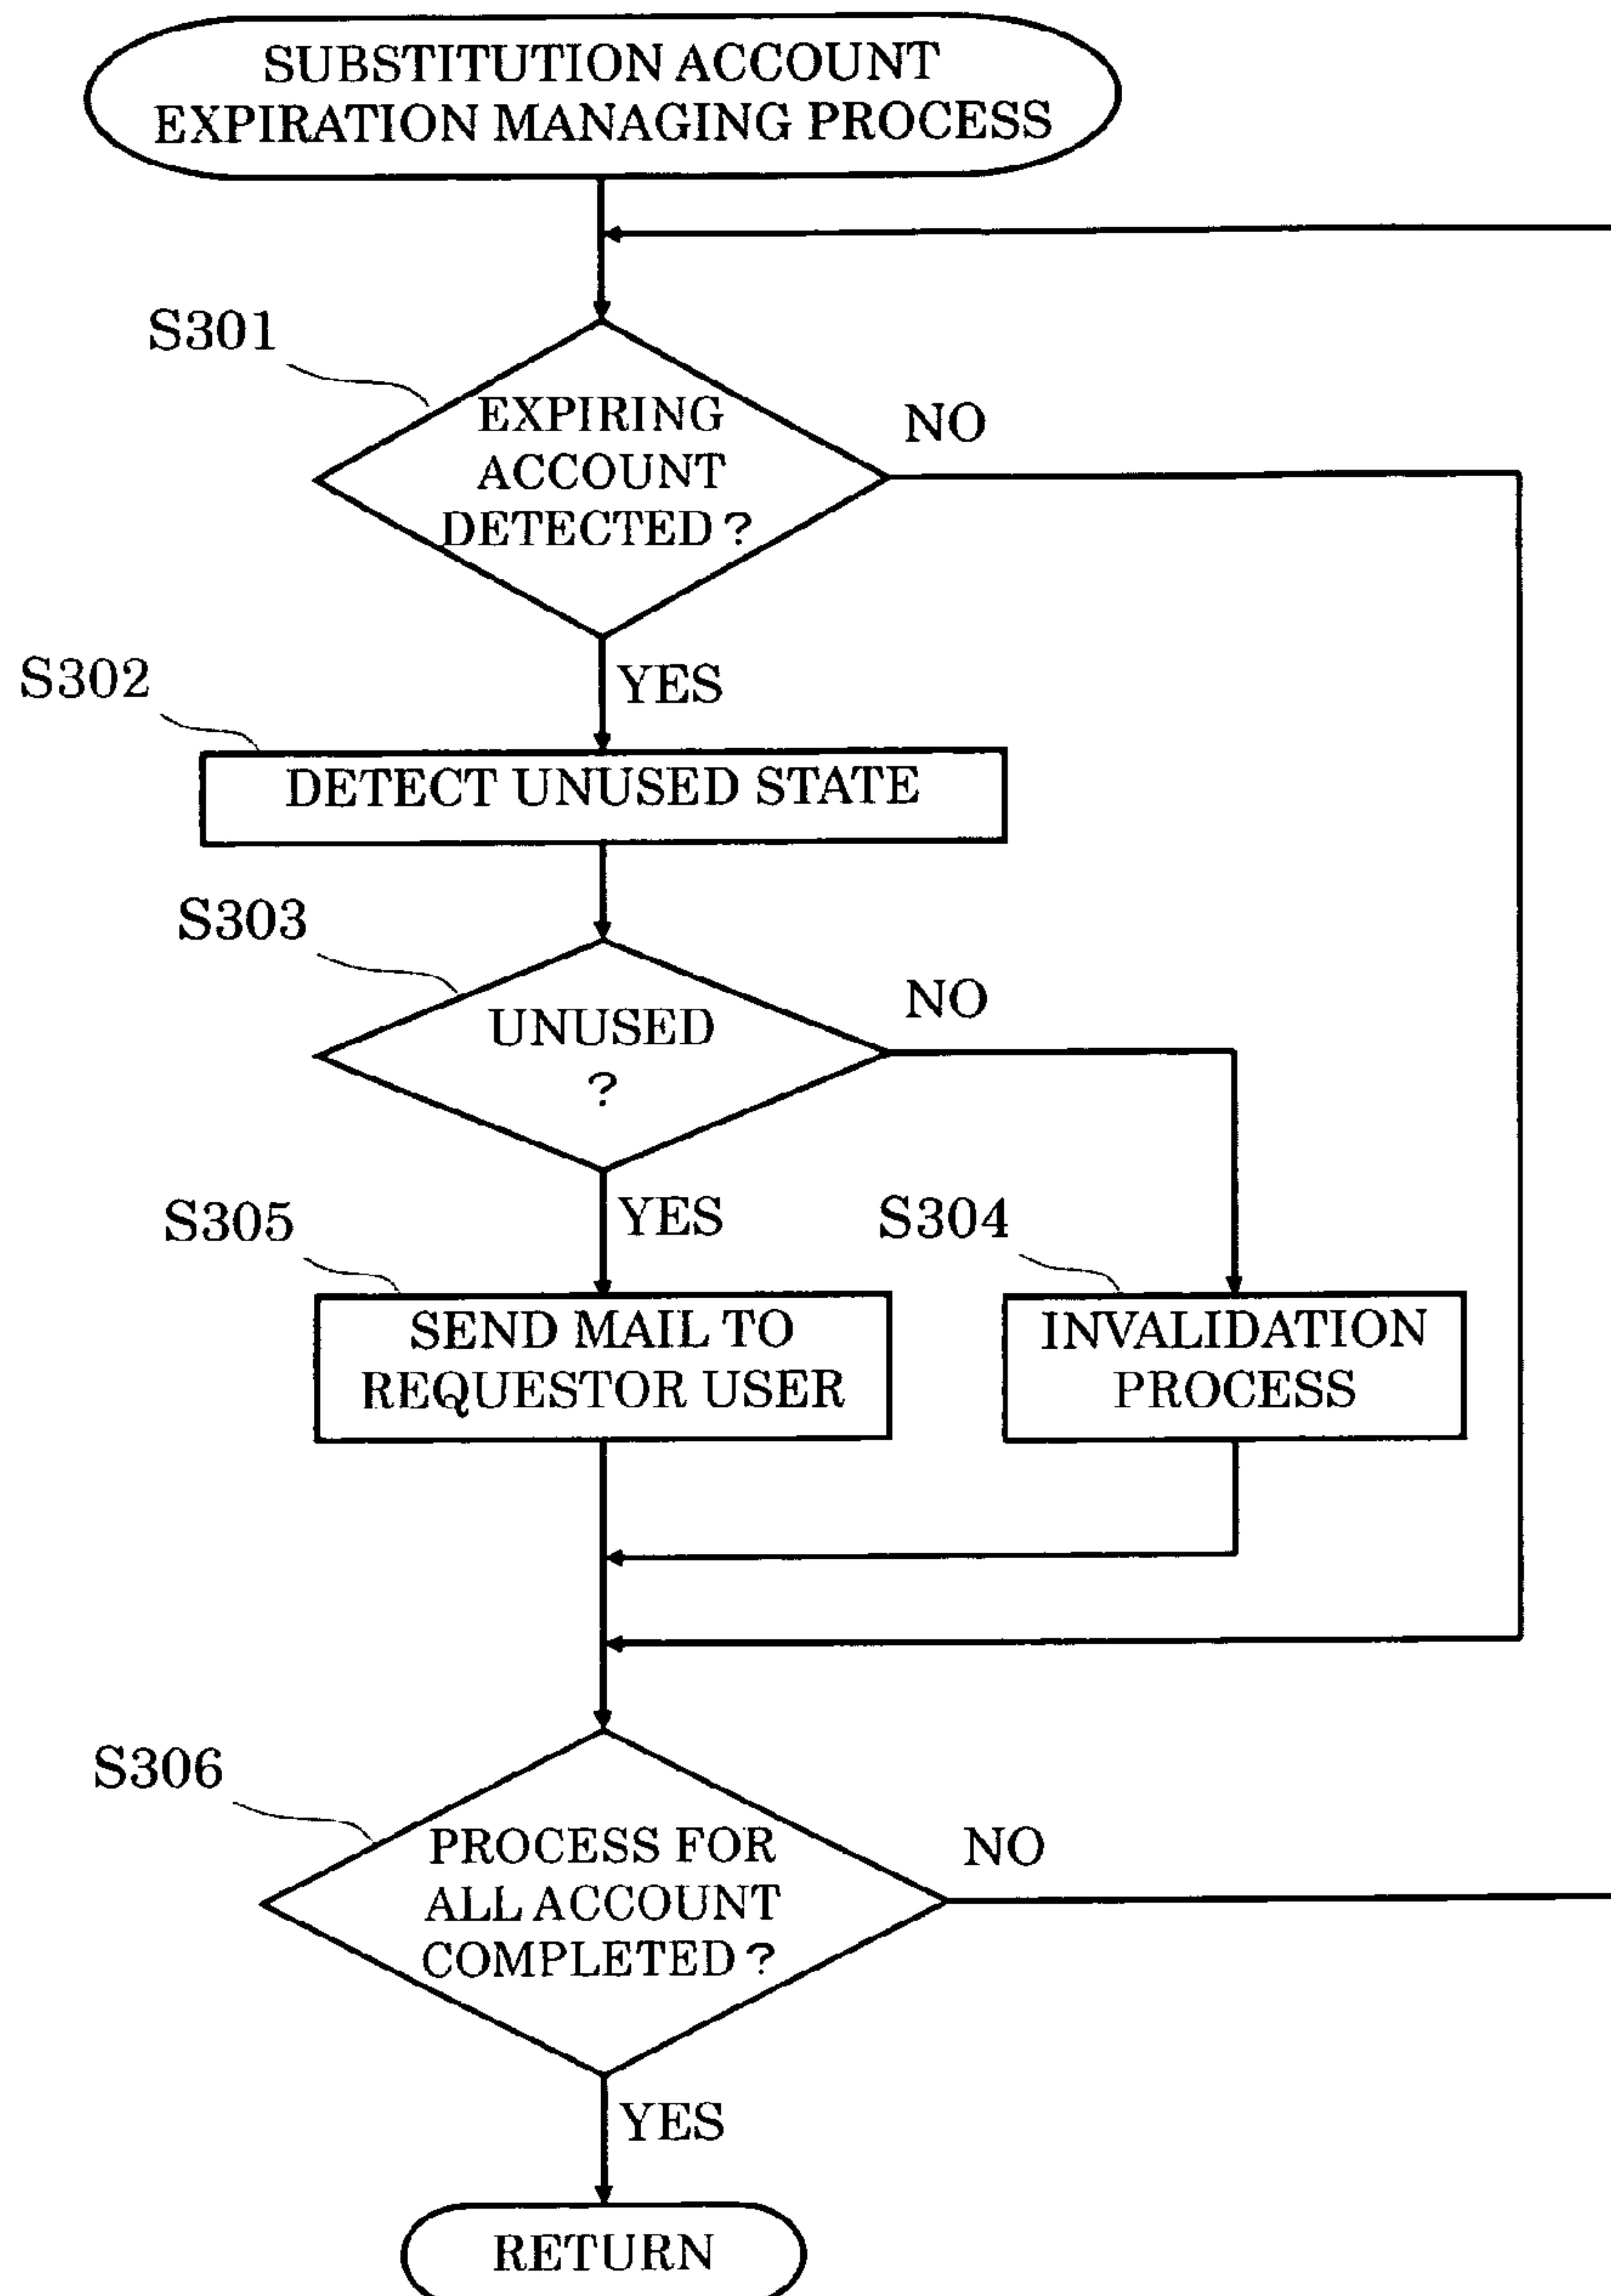 SUBSTITUTION ACCOUNT
EXPIRATION MANAGING PROCESS
S301
EXPIRING
ACCOUNT
DETECTED ?
NO
YES
S302
DETECT UNUSED STATE
S303
UNUSED
?
NO
YES
S305
SEND MAIL TO
REQUESTOR USER
S304
INVALIDATION
PROCESS
S306
PROCESS FOR
ALL ACCOUNT
COMPLETED ?
NO
YES
RETURN